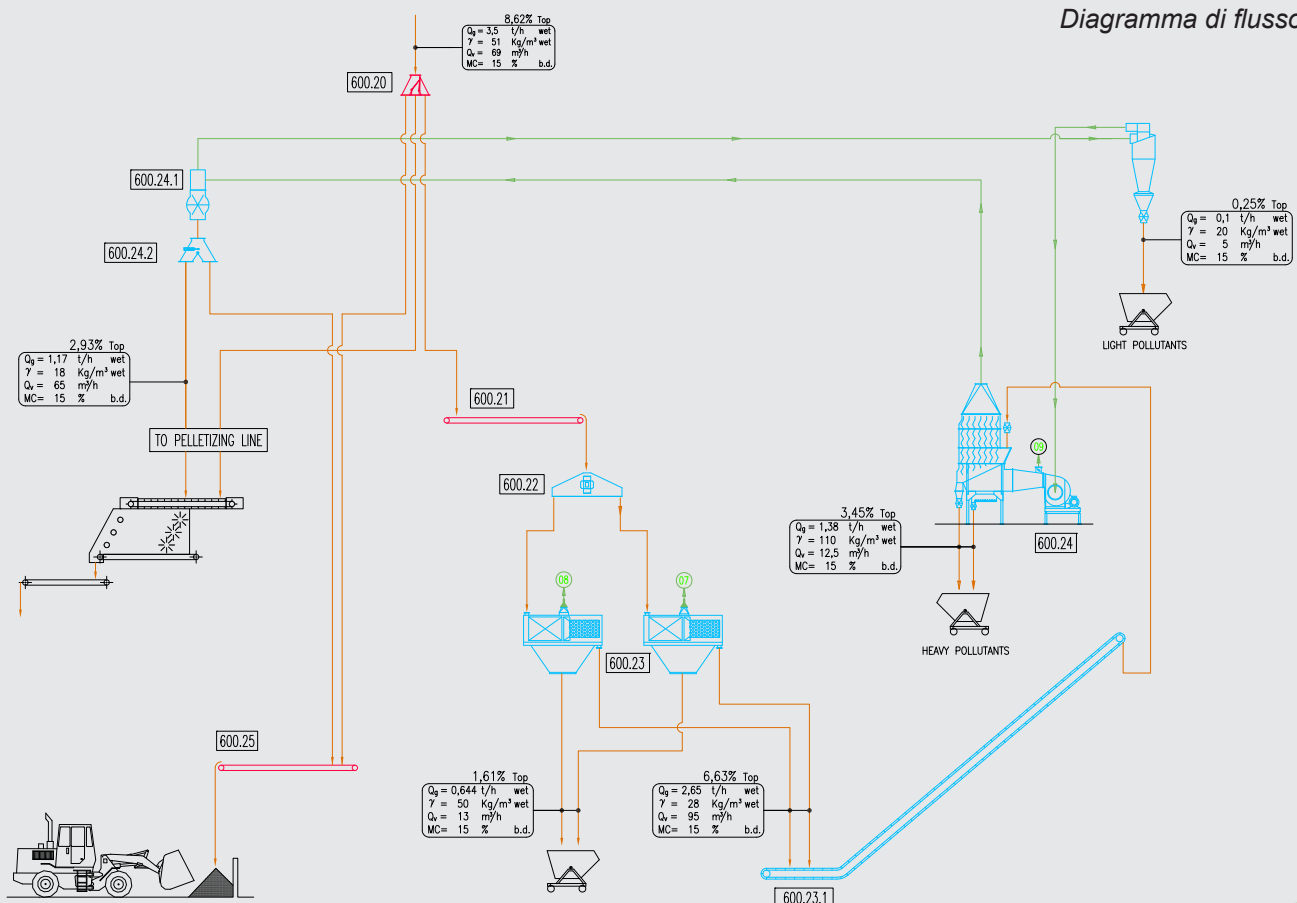 Diagramma di flusso
8,62% Top
Qg = 3,5 t/h wet
γ = 51 Kg/m³ wet
Qv = 69 m³/h
MC= 15 % b.d.
600.20
600.24.1
600.24.2
0,25% Top
Qg = 0,1 t/h wet
γ = 20 Kg/m³ wet
Qv = 5 m³/h
MC= 15 % b.d.
LIGHT POLLUTANTS
2,93% Top
Qg = 1,17 t/h wet
γ = 18 Kg/m³ wet
Qv = 65 m³/h
MC= 15 % b.d.
TO PELLETIZING LINE
600.21
600.22
09
600.24
3,45% Top
Qg = 1,38 t/h wet
γ = 110 Kg/m³ wet
Qv = 12,5 m³/h
MC= 15 % b.d.
HEAVY POLLUTANTS
08
07
600.23
600.25
1,61% Top
Qg = 0,644 t/h wet
γ = 50 Kg/m³ wet
Qv = 13 m³/h
MC= 15 % b.d.
6,63% Top
Qg = 2,65 t/h wet
γ = 28 Kg/m³ wet
Qv = 95 m³/h
MC= 15 % b.d.
600.23.1